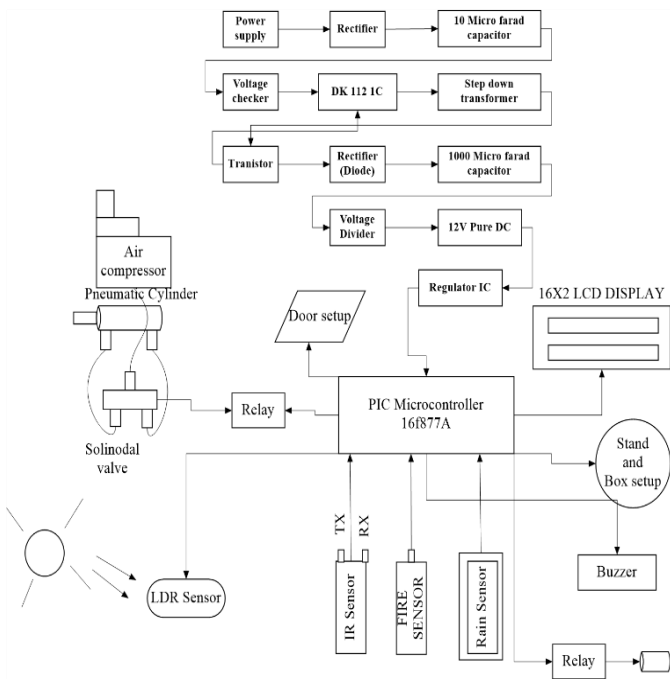 Power
supply
Rectifier
10 Micro farad
capacitor
Voltage
checker
DK 112 1C
Step down
transformer
Tranistor
Rectifier
(Diode)
1000 Micro farad
capacitor
Voltage
Divider
12V Pure DC
Regulator IC
Air
compressor
Pneumatic Cylinder
Door setup
16X2 LCD DISPLAY
PIC Microcontroller
16f877A
Relay
Solinodal
valve
Stand
and
Box setup
TX
RX
IR Sensor
FIRE
SENSOR
Rain Sensor
LDR Sensor
Buzzer
Relay